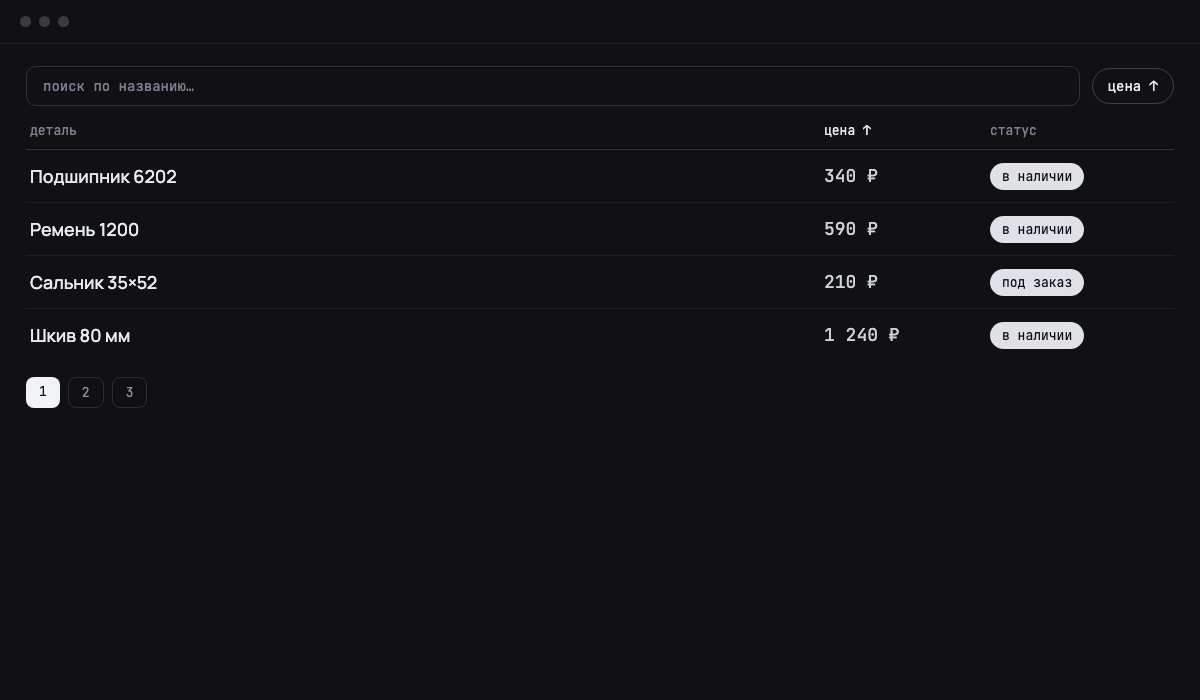 поиск по названию… цена ↑
деталь цена ↑ статус
Подшипник 6202 340 ₽ в наличии
Ремень 1200 590 ₽ в наличии
Сальник 35×52 210 ₽ под заказ
Шкив 80 мм 1 240 ₽ в наличии
1 2 3